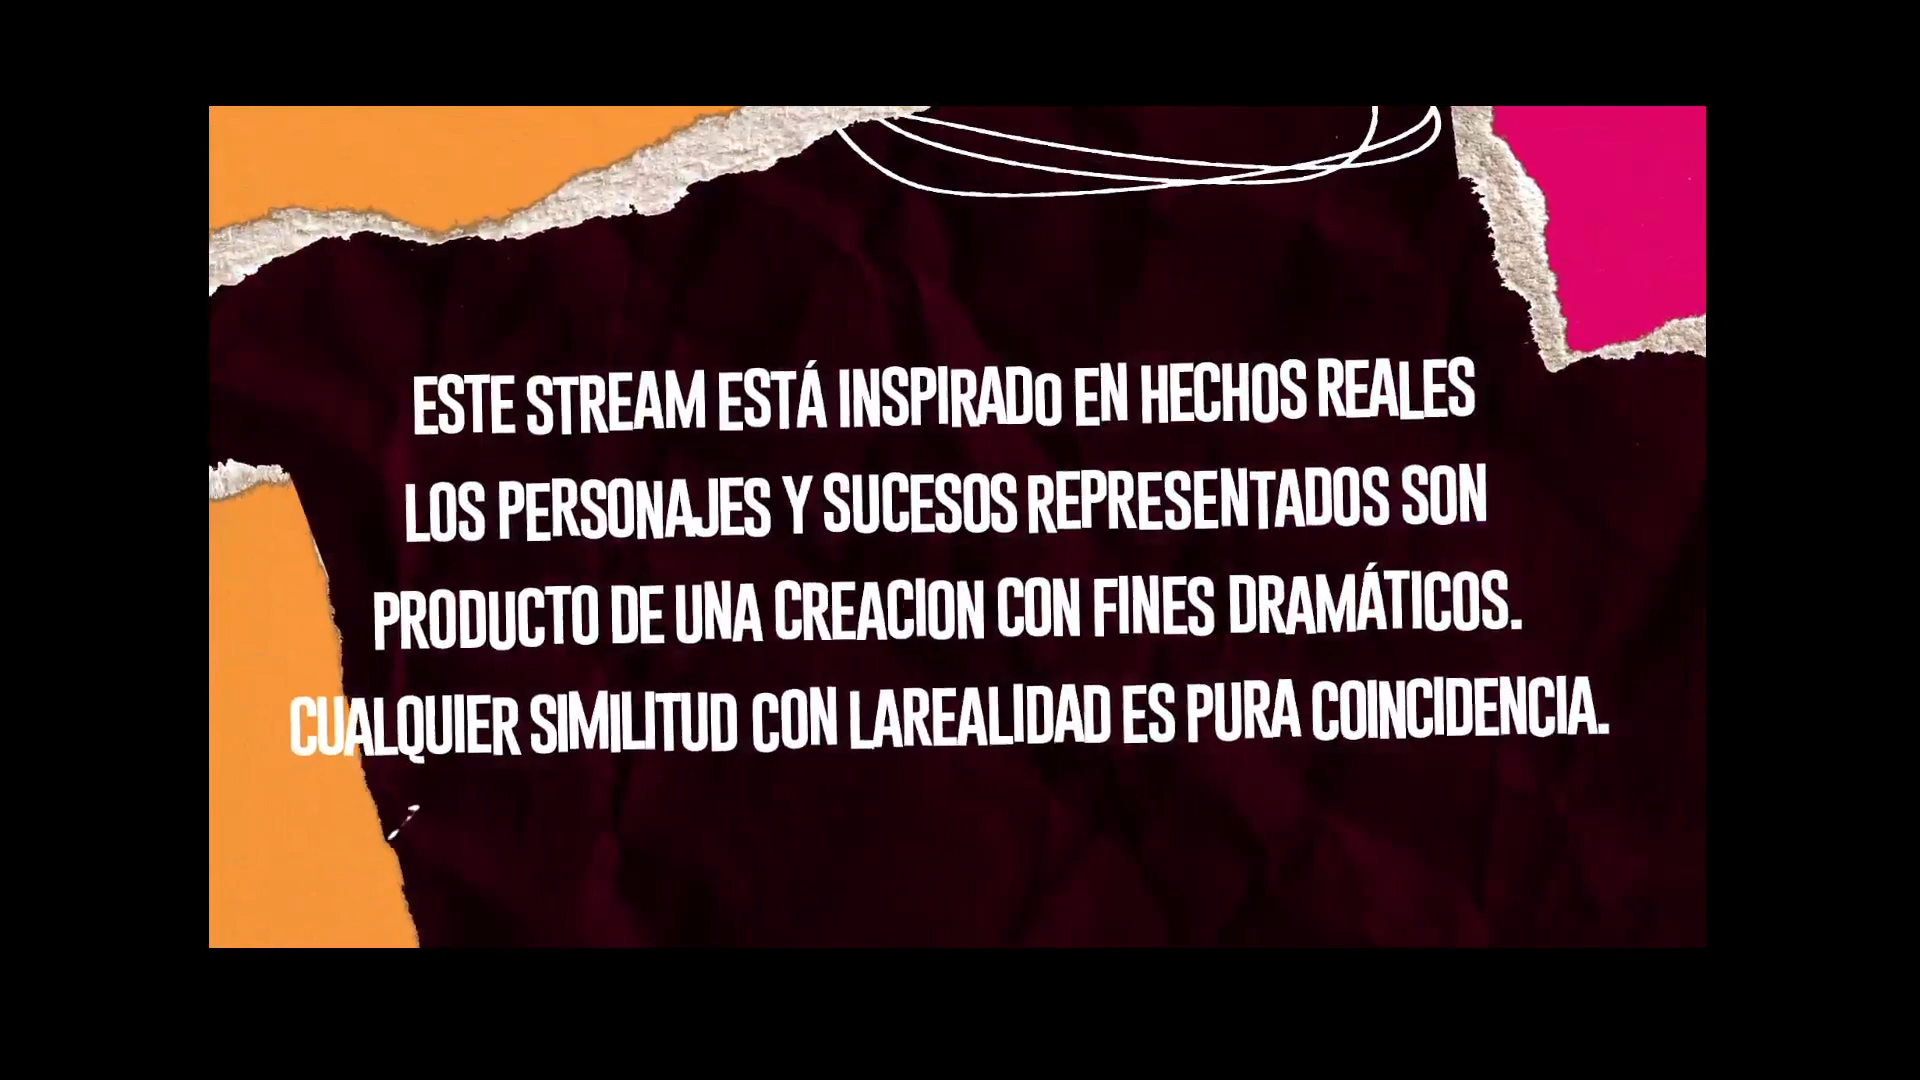 ESTE STREAM ESTÁ INSPIRADO EN HECHOS REALES
LOS PERSONAJES Y SUCESOS REPRESENTADOS SON
PRODUCTO DE UNA CREACION CON FINES DRAMÁTICOS.
CUALQUIER SIMILITUD CON LAREALIDAD ES PURA COINCIDENCIA.